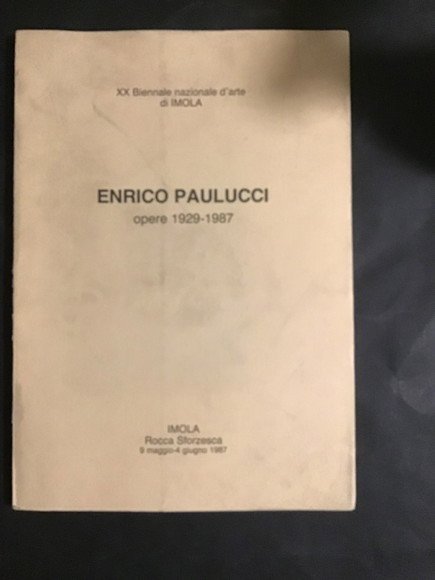 XX Biennale nazionale d'arte
di IMOLA
ENRICO PAULUCCI
opere 1929-1987
IMOLA
Rocca Sforzesca
9 maggio-4 giugno 1987